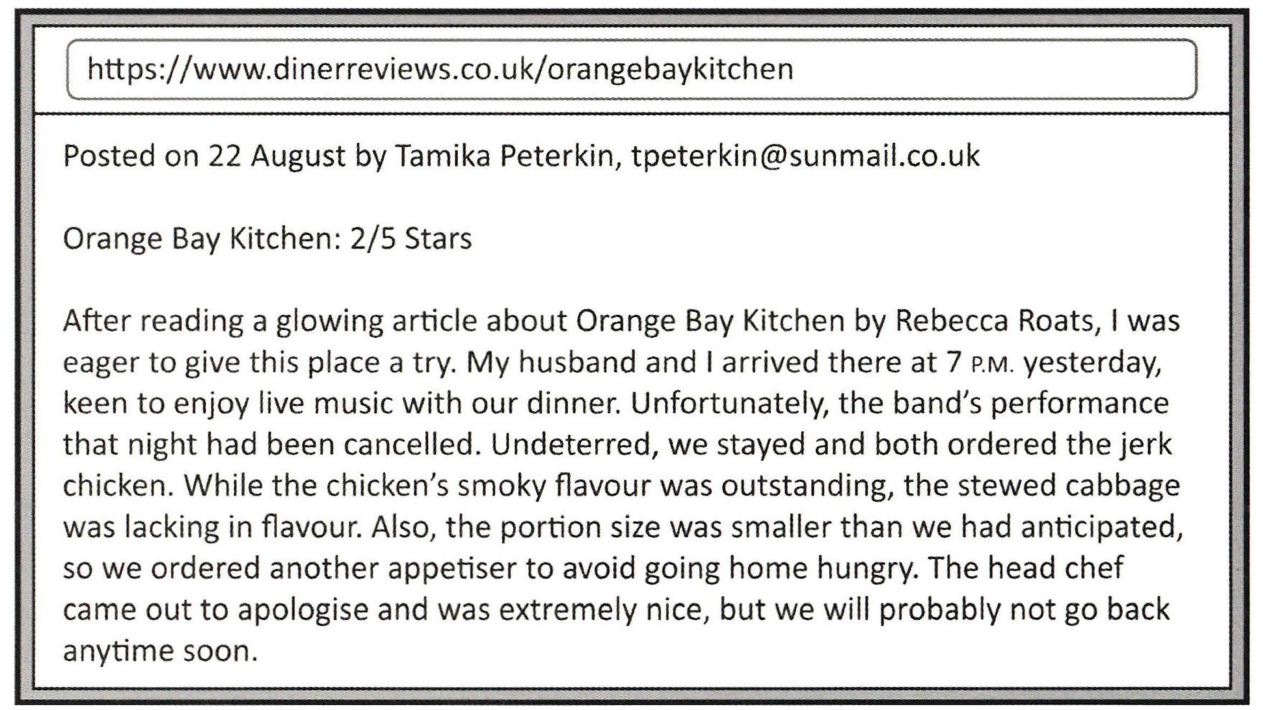 https://www.dinerreviews.co.uk/orangebaykitchen
Posted on 22 August by Tamika Peterkin, tpeterkin@sunmail.co.uk
Orange Bay Kitchen: 2/5 Stars
After reading a glowing article about Orange Bay Kitchen by Rebecca Roats, I was
eager to give this place a try. My husband and I arrived there at 7 P.M. yesterday,
keen to enjoy live music with our dinner. Unfortunately, the band's performance
that night had been cancelled. Undeterred, we stayed and both ordered the jerk
chicken. While the chicken's smoky flavour was outstanding, the stewed cabbage
was lacking in flavour. Also, the portion size was smaller than we had anticipated,
so we ordered another appetiser to avoid going home hungry. The head chef
came out to apologise and was extremely nice, but we will probably not go back
anytime soon.